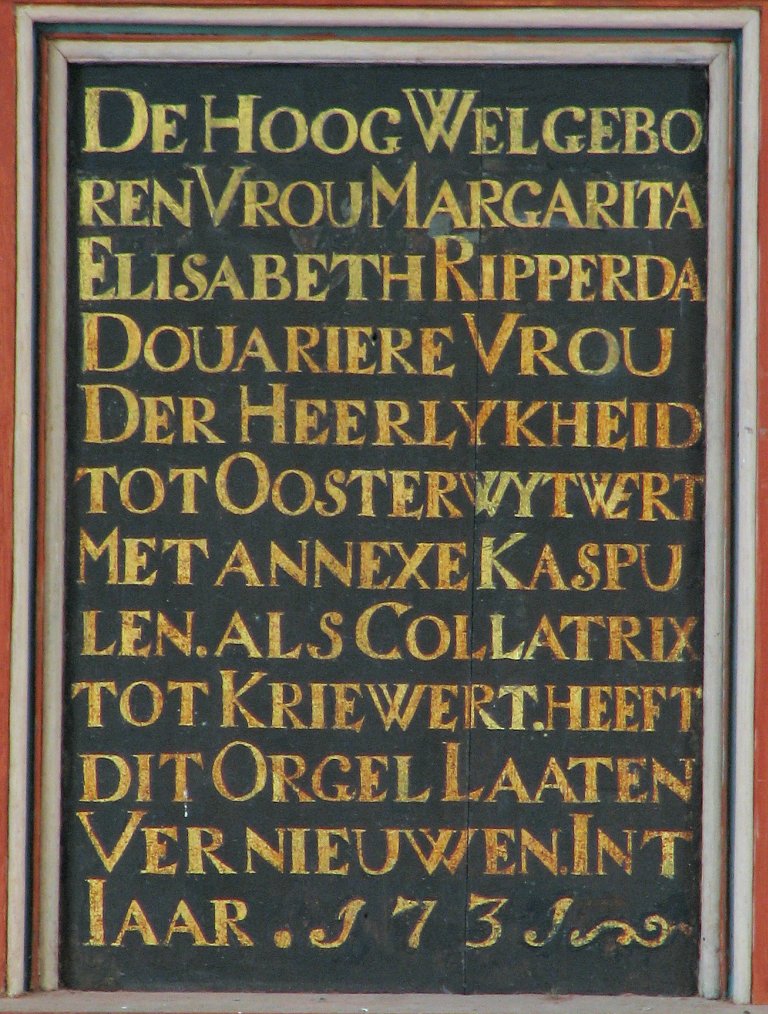 DE HOOG WELGEBO
REN VROU MARGARITA
ELISABETH RIPPERDA
DOUARIERE VROU
DER HEERLYKHEID
TOT OOSTERWYTWERT
MET ANNEXE KASPU
LEN. ALS COLLATRIX
TOT KRIEWERT. HEEFT
DIT ORGEL LAATEN
VERNIEUWEN. IN T
IAAR . 1731